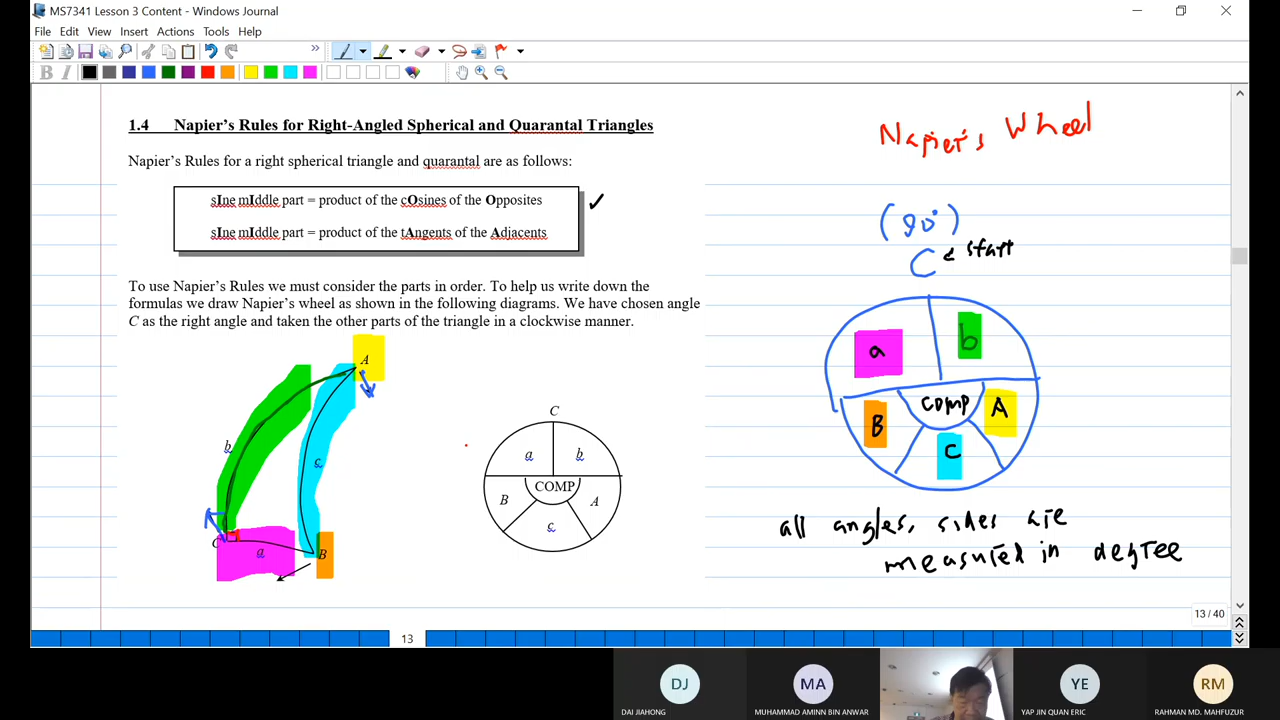 MS7341 Lesson 3 Content - Windows Journal
File Edit View Insert Actions Tools Help
1.4 Napier's Rules for Right-Angled Spherical and Quarantal Triangles
Napier's Rules for a right spherical triangle and quarantal are as follows:
sIne mIddle part = product of the cOsines of the Opposites
sIne mIddle part = product of the tAngents of the Adjacents
To use Napier's Rules we must consider the parts in order. To help us write down the
formulas we draw Napier's wheel as shown in the following diagrams. We have chosen angle
C as the right angle and taken the other parts of the triangle in a clockwise manner.
A
b
c
C
a
B
C
a b
COMP
B A
c
Napier's Wheel
(90°)
C start
a b
COMP
B A
C
all angles, sides are
measured in degree
13 / 40
13
DJ MA YE RM
DAI JIAHONG MUHAMMAD AMINN BIN ANWAR YAP JIN QUAN ERIC RAHMAN MD. MAHFUZUR